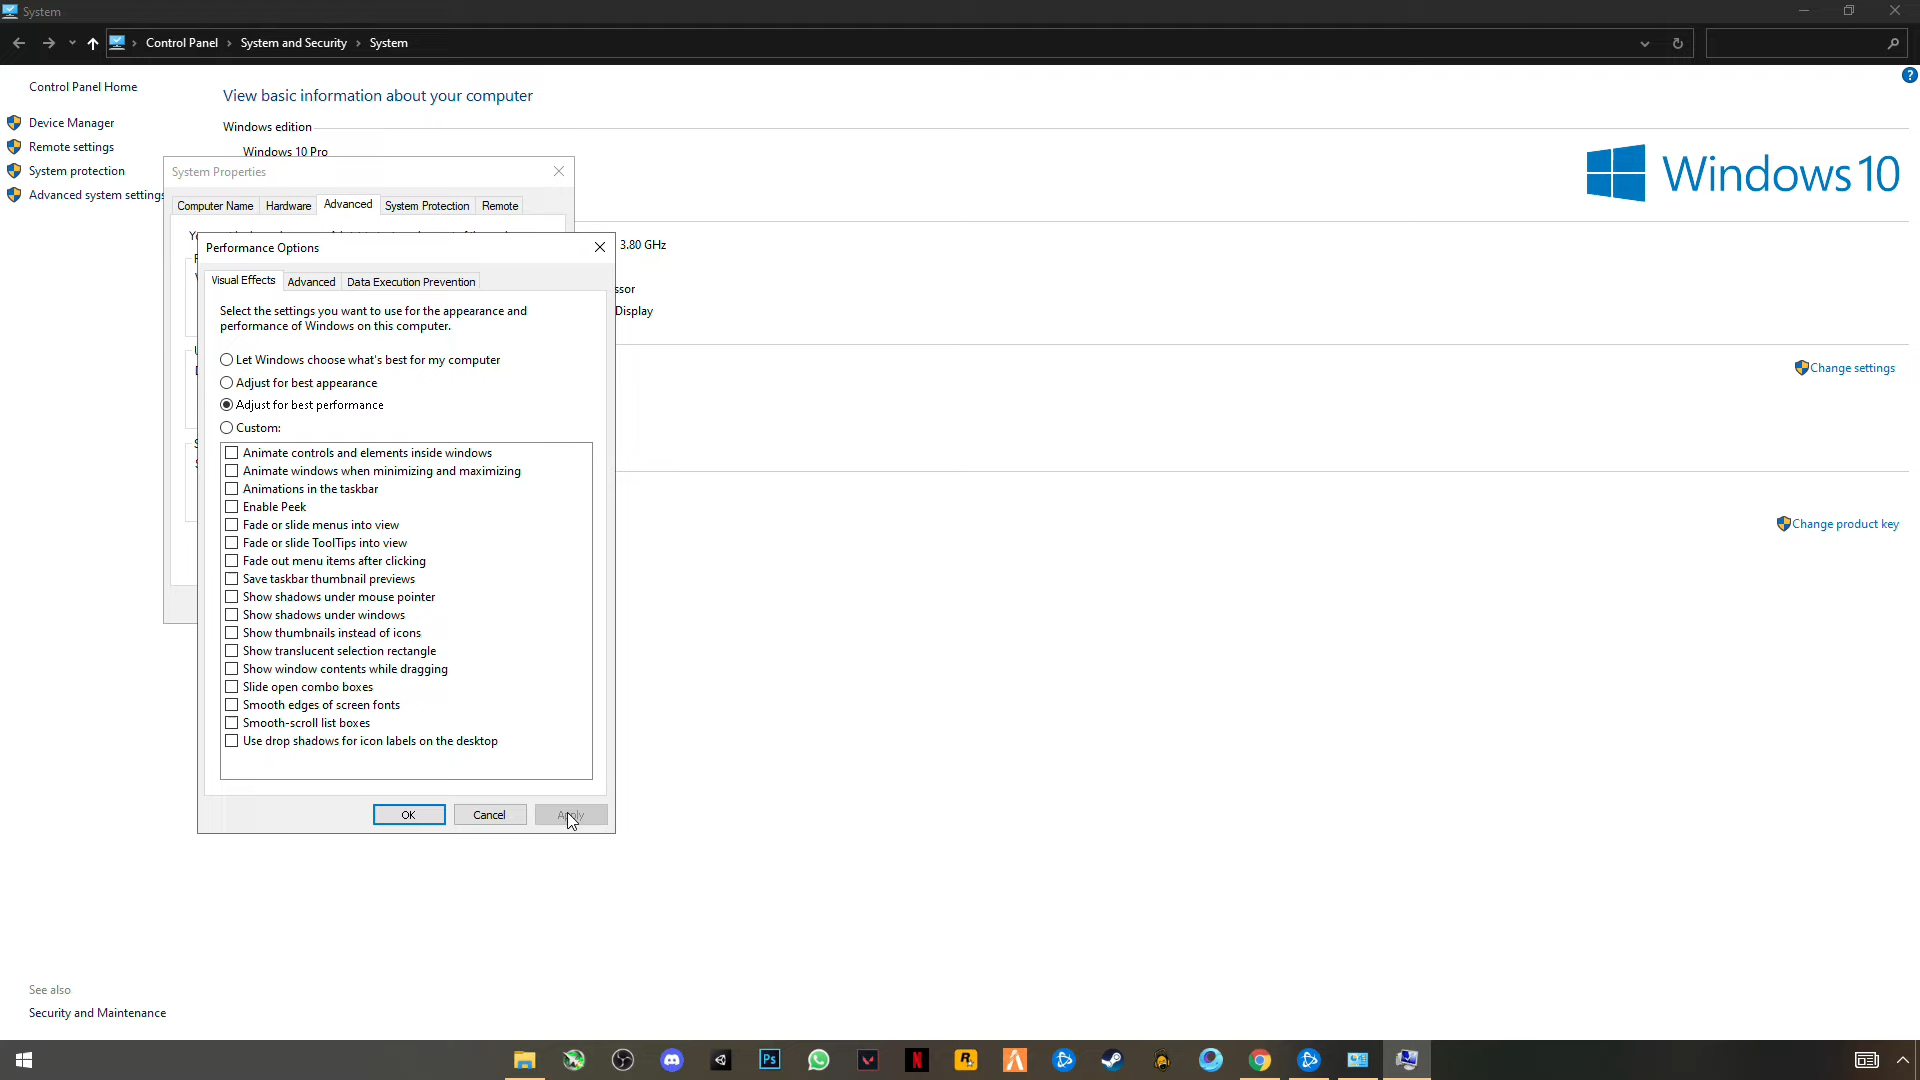 System
Control Panel > System and Security > System
Control Panel Home
Device Manager
Remote settings
System protection
Advanced system settings
View basic information about your computer
Windows edition
Windows 10 Pro
Windows 10
System Properties
Computer Name
Hardware
Advanced
System Protection
Remote
3.80 GHz
ssor
Display
Change settings
Change product key
Performance Options
Visual Effects
Advanced
Data Execution Prevention
Select the settings you want to use for the appearance and
performance of Windows on this computer.
Let Windows choose what's best for my computer
Adjust for best appearance
Adjust for best performance
Custom:
Animate controls and elements inside windows
Animate windows when minimizing and maximizing
Animations in the taskbar
Enable Peek
Fade or slide menus into view
Fade or slide ToolTips into view
Fade out menu items after clicking
Save taskbar thumbnail previews
Show shadows under mouse pointer
Show shadows under windows
Show thumbnails instead of icons
Show translucent selection rectangle
Show window contents while dragging
Slide open combo boxes
Smooth edges of screen fonts
Smooth-scroll list boxes
Use drop shadows for icon labels on the desktop
OK
Cancel
Apply
See also
Security and Maintenance
Ps
N
R